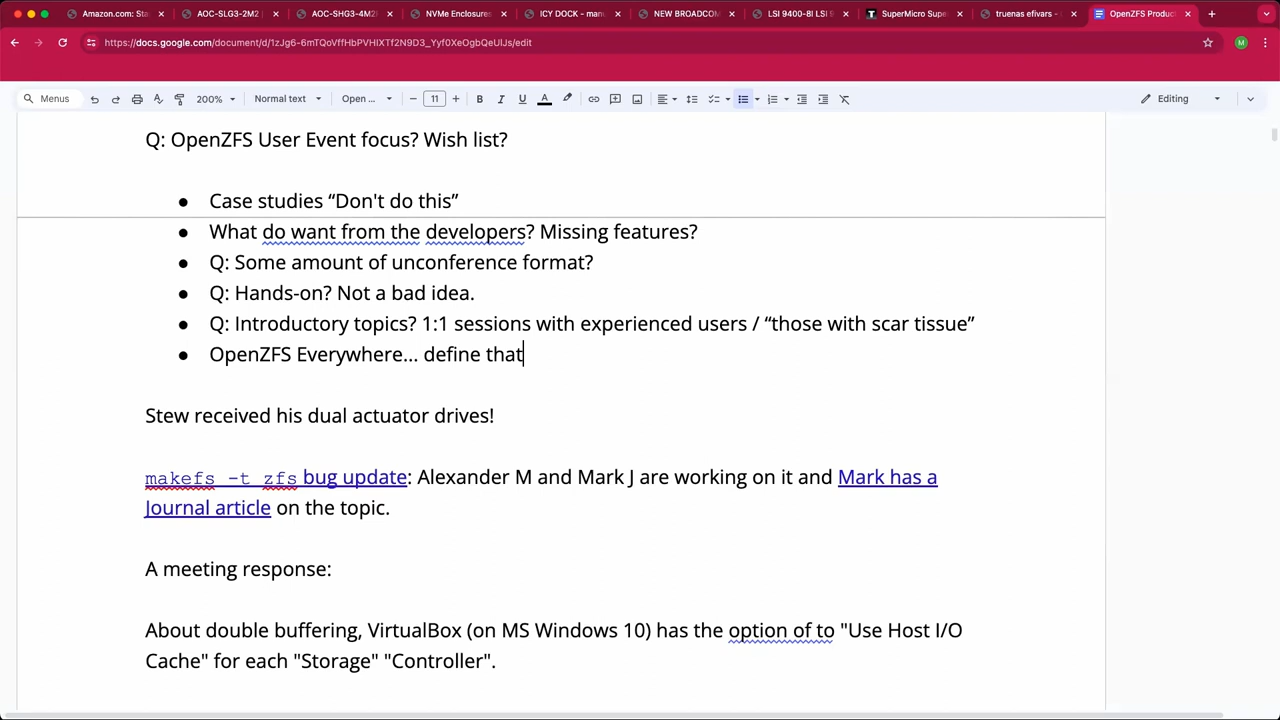 Amazon.com: Sta
AOC-SLG3-2M2 |
AOC-SHG3-4M2
NVMe Enclosures
ICY DOCK - man
NEW BROADCOM
LSI 9400-8I LSI 9
SuperMicro Supe
truenas efivars -
OpenZFS Produc
https://docs.google.com/document/d/1zJg6-6mTQoVffHbPVHIXTf2N9D3_Yyf0XeOgbQeUlJs/edit
M
Menus
200%
Normal text
Open ...
11
Editing
Q: OpenZFS User Event focus? Wish list?
● Case studies “Don't do this”
● What do want from the developers? Missing features?
● Q: Some amount of unconference format?
● Q: Hands-on? Not a bad idea.
● Q: Introductory topics? 1:1 sessions with experienced users / “those with scar tissue”
● OpenZFS Everywhere... define that
Stew received his dual actuator drives!
makefs -t zfs bug update: Alexander M and Mark J are working on it and Mark has a
Journal article on the topic.
A meeting response:
About double buffering, VirtualBox (on MS Windows 10) has the option of to "Use Host I/O
Cache" for each "Storage" "Controller".